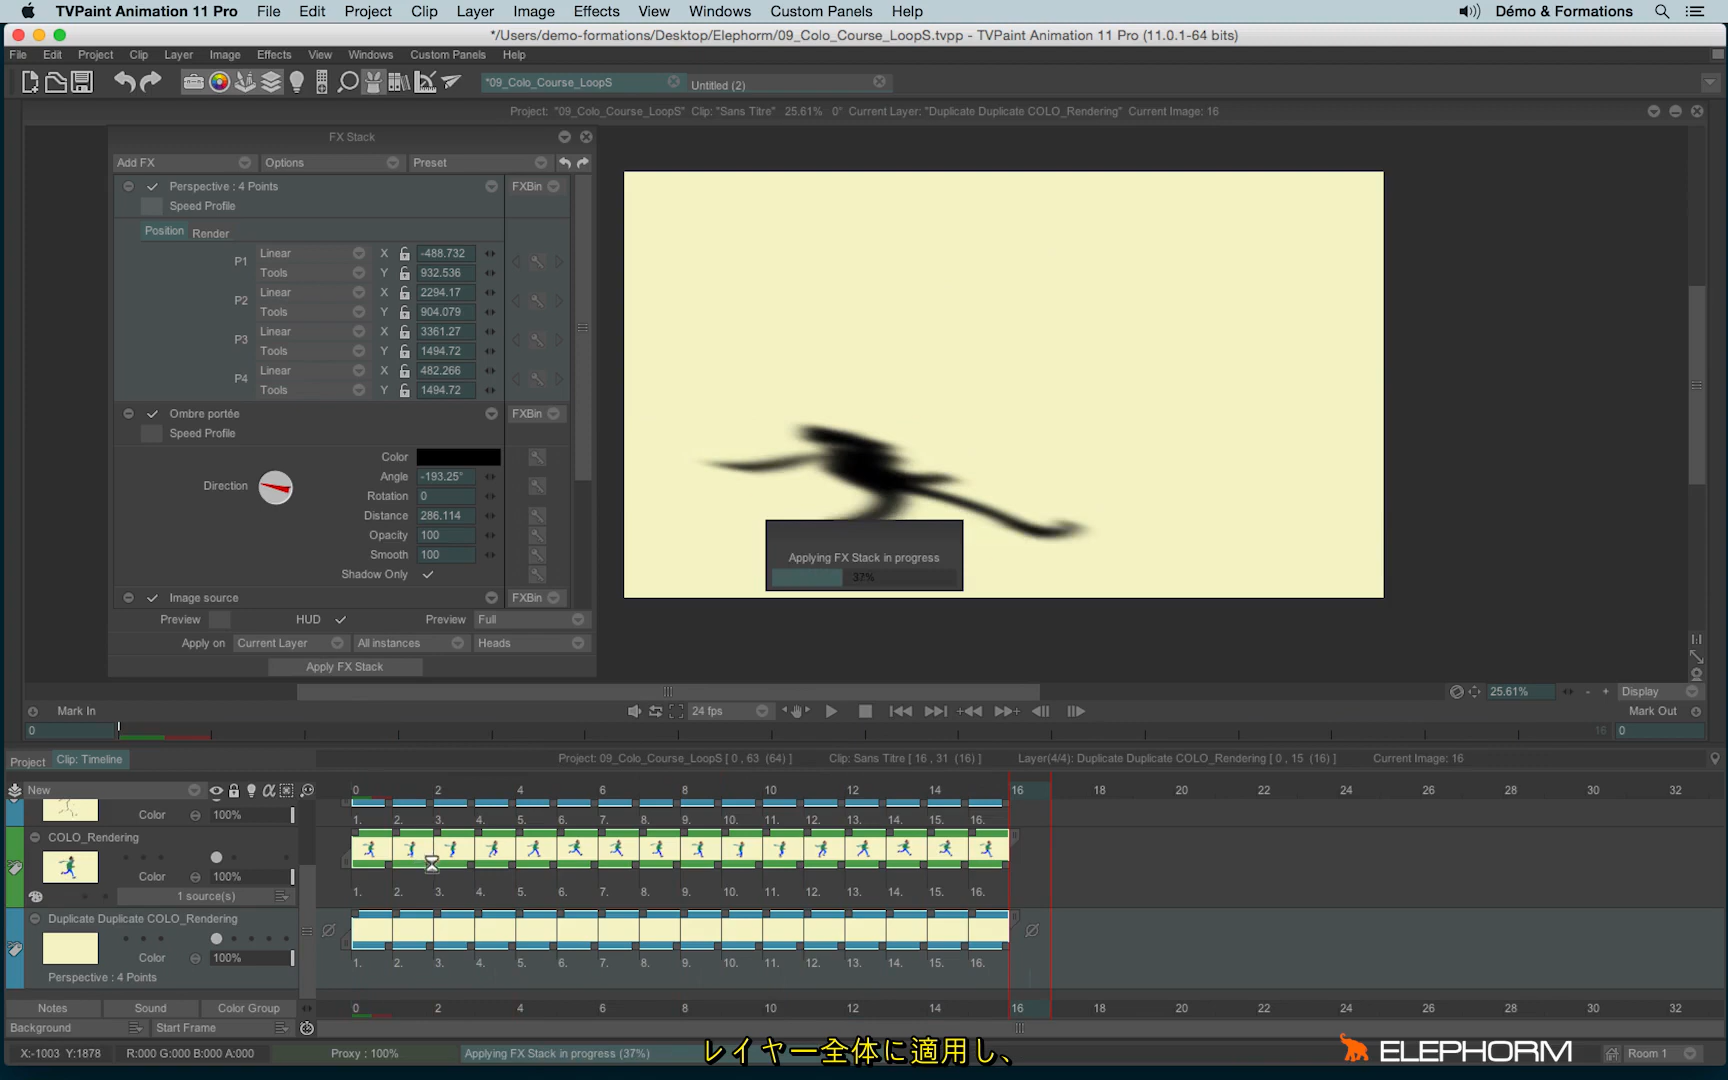 TVPaint Animation 11 Pro File Edit Project Clip Layer Image Effects View Windows Custom Panels Help Démo & Formations
*/Users/demo-formations/Desktop/Elephorm/09_Colo_Course_LoopS.tvpp - TVPaint Animation 11 Pro (11.0.1-64 bits)
File Edit Project Clip Layer Image Effects View Windows Custom Panels Help
*09_Colo_Course_LoopS Untitled (2)
Project: "09_Colo_Course_LoopS" Clip: "Sans Titre" 25.61% 0° Current Layer: "Duplicate Duplicate COLO_Rendering" Current Image: 16
FX Stack
Add FX Options Preset
Perspective : 4 Points FXBin
Speed Profile
Position Render
P1 Linear X -488.732
Tools Y 932.536
P2 Linear X 2294.17
Tools Y 904.079
P3 Linear X 3361.27
Tools Y 1494.72
P4 Linear X 482.266
Tools Y 1494.72
Ombre portée FXBin
Speed Profile
Color
Direction Angle -193.25°
Rotation 0
Distance 286.114
Opacity 100
Smooth 100
Shadow Only
Image source FXBin
Preview HUD Preview Full
Apply on Current Layer All instances Heads
Apply FX Stack
Applying FX Stack in progress
37%
1:1
25.61% - + Display
Mark In 24 fps Mark Out
0 16 0
Project Clip: Timeline Project: 09_Colo_Course_LoopS [ 0 , 63 (64) ] Clip: Sans Titre [ 16 , 31 (16) ] Layer(4/4): Duplicate Duplicate COLO_Rendering [ 0 , 15 (16) ] Current Image: 16
New 0 2 4 6 8 10 12 14 16 18 20 22 24 26 28 30 32
Color 100% 1. 2. 3. 4. 5. 6. 7. 8. 9. 10. 11. 12. 13. 14. 15. 16.
COLO_Rendering
Color 100%
1 source(s) 1. 2. 3. 4. 5. 6. 7. 8. 9. 10. 11. 12. 13. 14. 15. 16.
Duplicate Duplicate COLO_Rendering
Color 100% 1. 2. 3. 4. 5. 6. 7. 8. 9. 10. 11. 12. 13. 14. 15. 16.
Perspective : 4 Points
Notes Sound Color Group 0 2 4 6 8 10 12 14 16 18 20 22 24 26 28 30 32
Background Start Frame
X:-1003 Y:1878 R:000 G:000 B:000 A:000 Proxy : 100% Applying FX Stack in progress (37%)
レイヤー全体に適用し、
ELEPHORM Room 1